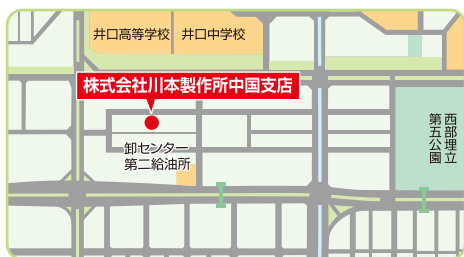 井口高等学校
井口中学校
株式会社川本製作所中国支店
卸センター
第二給油所
西部埋立
第五公園